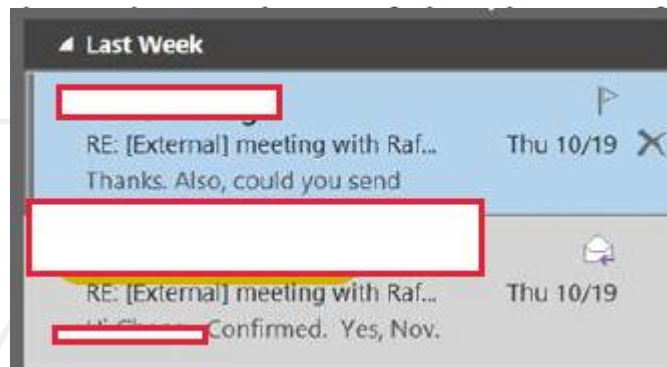 Last Week
RE: [External] meeting with Raf... Thu 10/19
Thanks. Also, could you send
RE: [External] meeting with Raf... Thu 10/19
Confirmed. Yes, Nov.